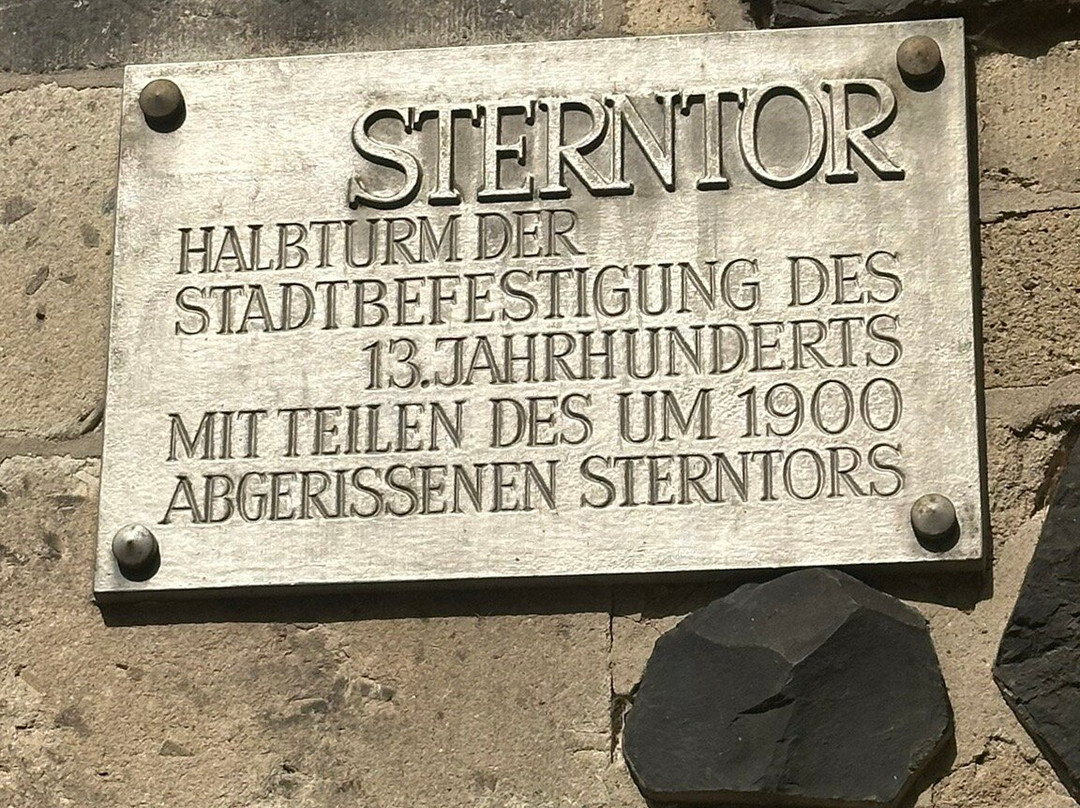 STERNTOR
HALBTURM DER
STADTBEFESTIGUNG DES
13. JAHRHUNDERTS
MIT TEILEN DES UM 1900
ABGERISSENEN STERNTORS